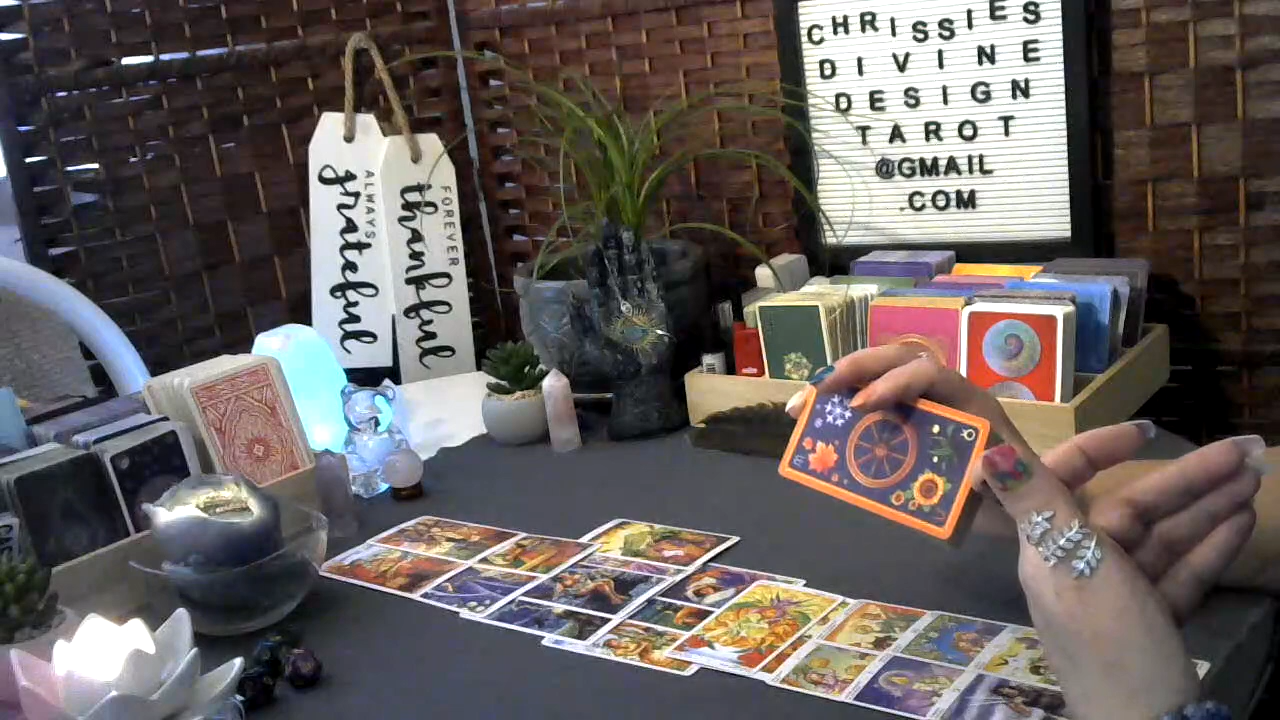 CHRISSIES
DIVINE
DESIGN
TAROT
@GMAIL
.COM
ALWAYS
grateful
FOREVER
thankful